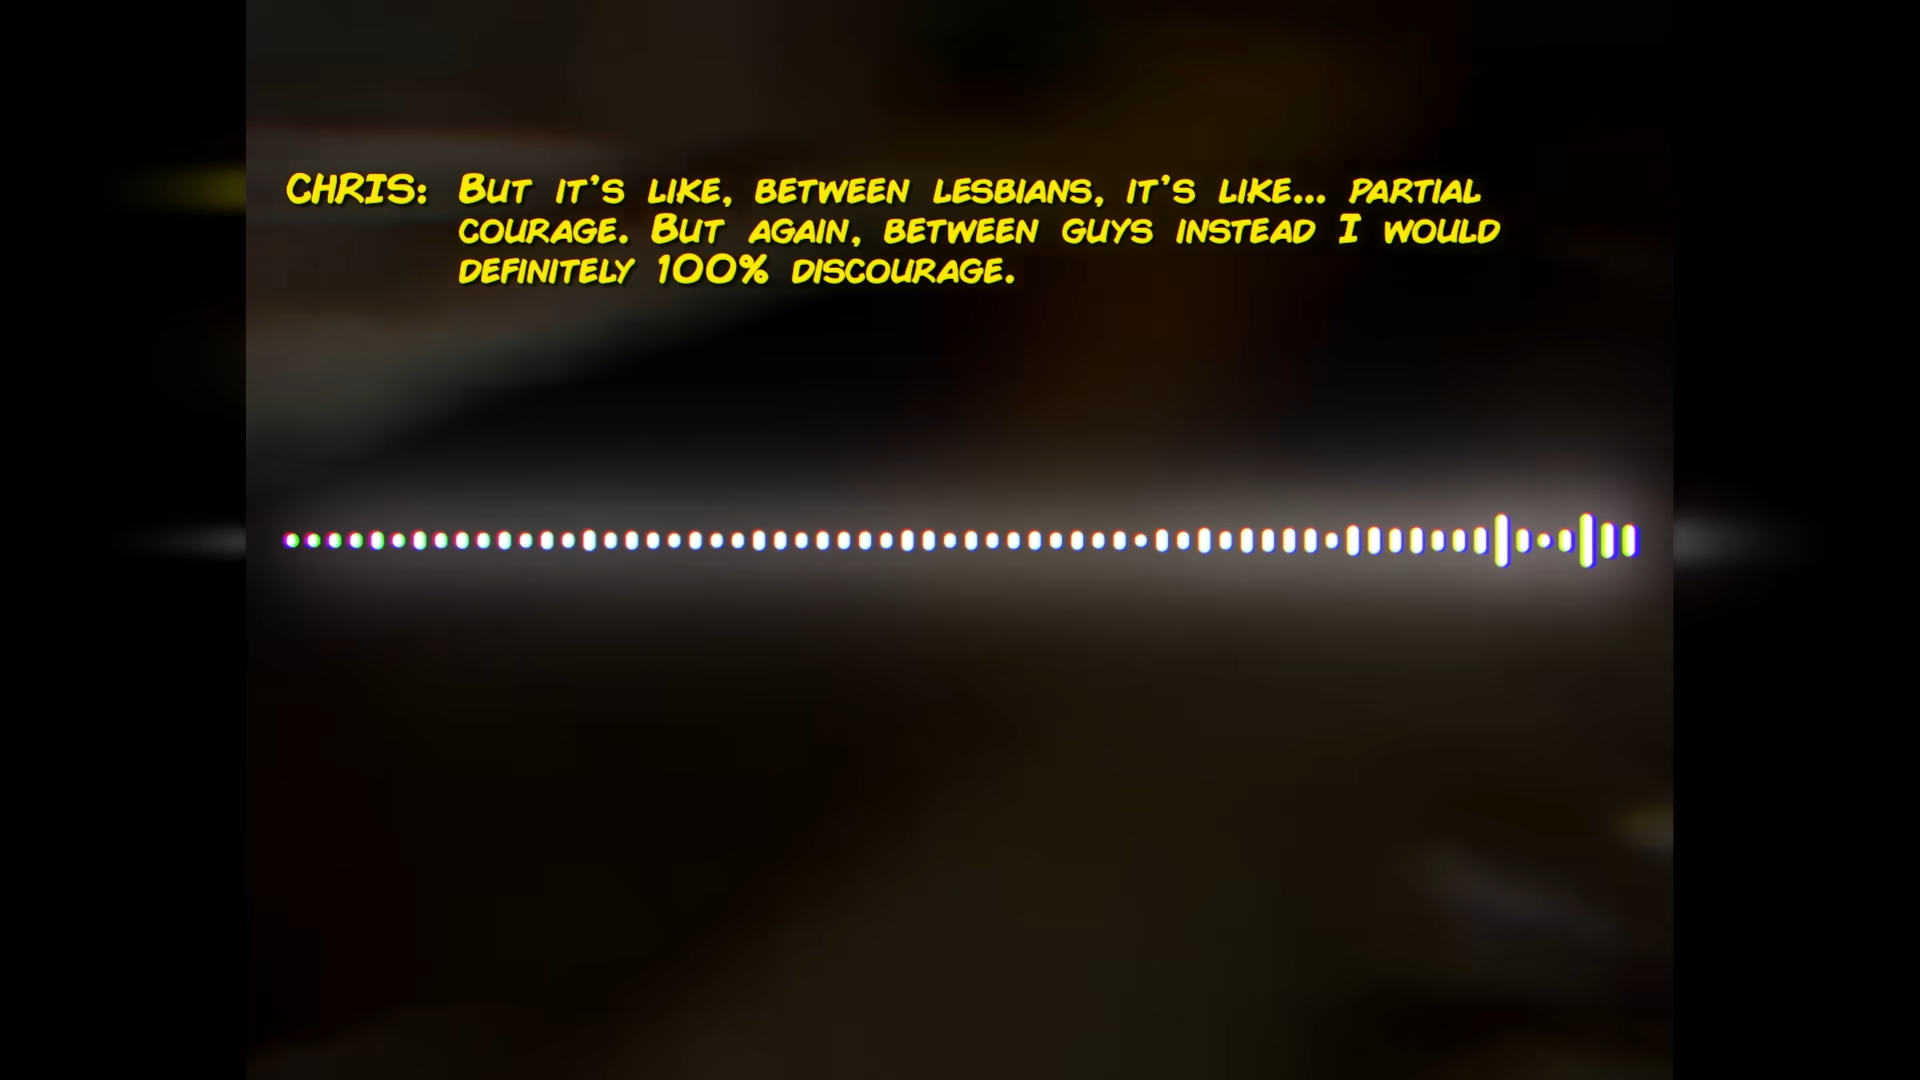 CHRIS: BUT IT'S LIKE, BETWEEN LESBIANS, IT'S LIKE... PARTIAL
COURAGE. BUT AGAIN, BETWEEN GUYS INSTEAD I WOULD
DEFINITELY 100% DISCOURAGE.